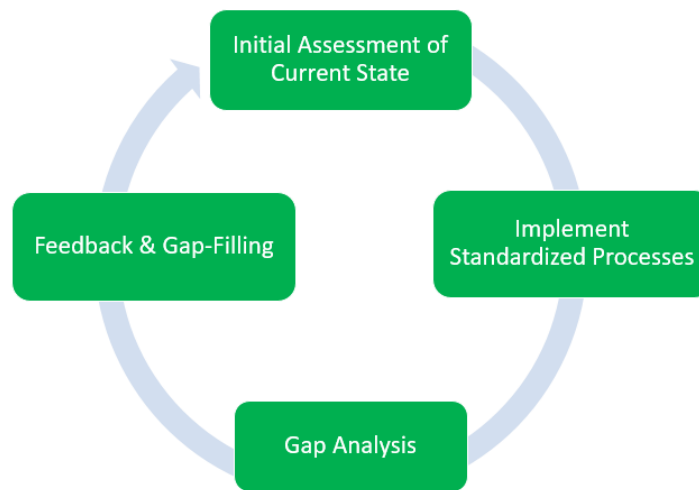 Initial Assessment of
Current State
Implement
Standardized Processes
Gap Analysis
Feedback & Gap-Filling